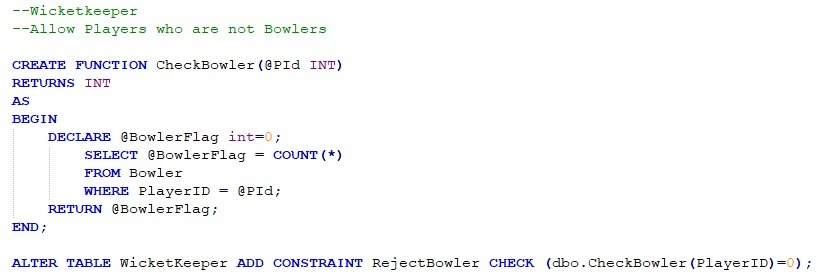 --Wicketkeeper
--Allow Players who are not Bowlers
CREATE FUNCTION CheckBowler(@PId INT)
RETURNS INT
AS
BEGIN
DECLARE @BowlerFlag int=0;
SELECT @BowlerFlag = COUNT(*)
FROM Bowler
WHERE PlayerID = @PId;
RETURN @BowlerFlag;
END;
ALTER TABLE WicketKeeper ADD CONSTRAINT RejectBowler CHECK (dbo.CheckBowler(PlayerID)=0);